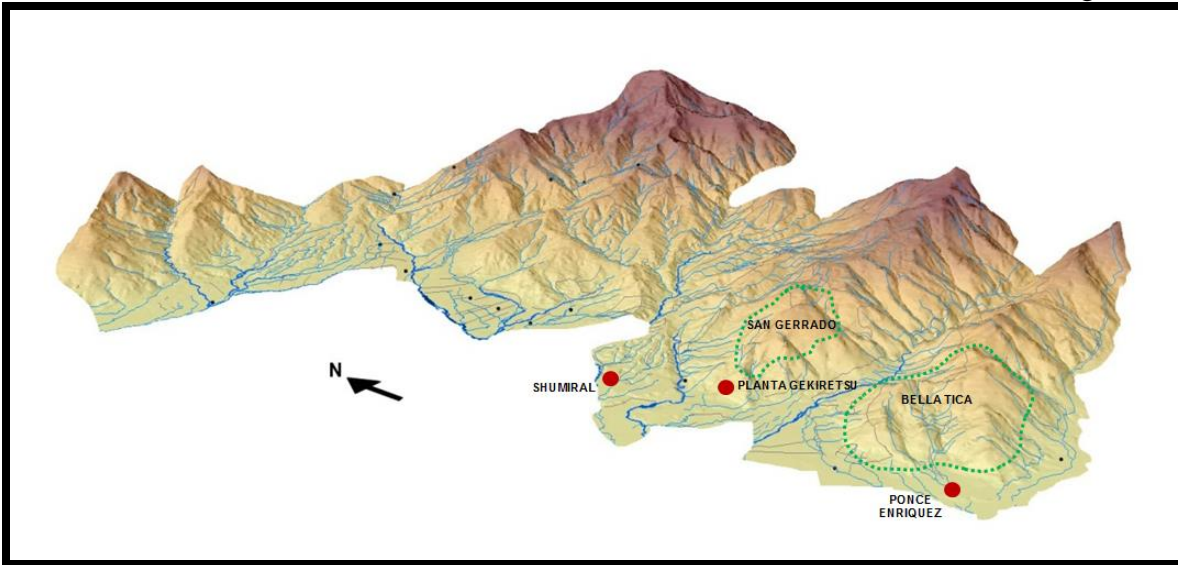 SAN GERRADO
N
SHUMIRAL
PLANTA GEKIRETSU
BELLA TICA
PONCE
ENRIQUEZ